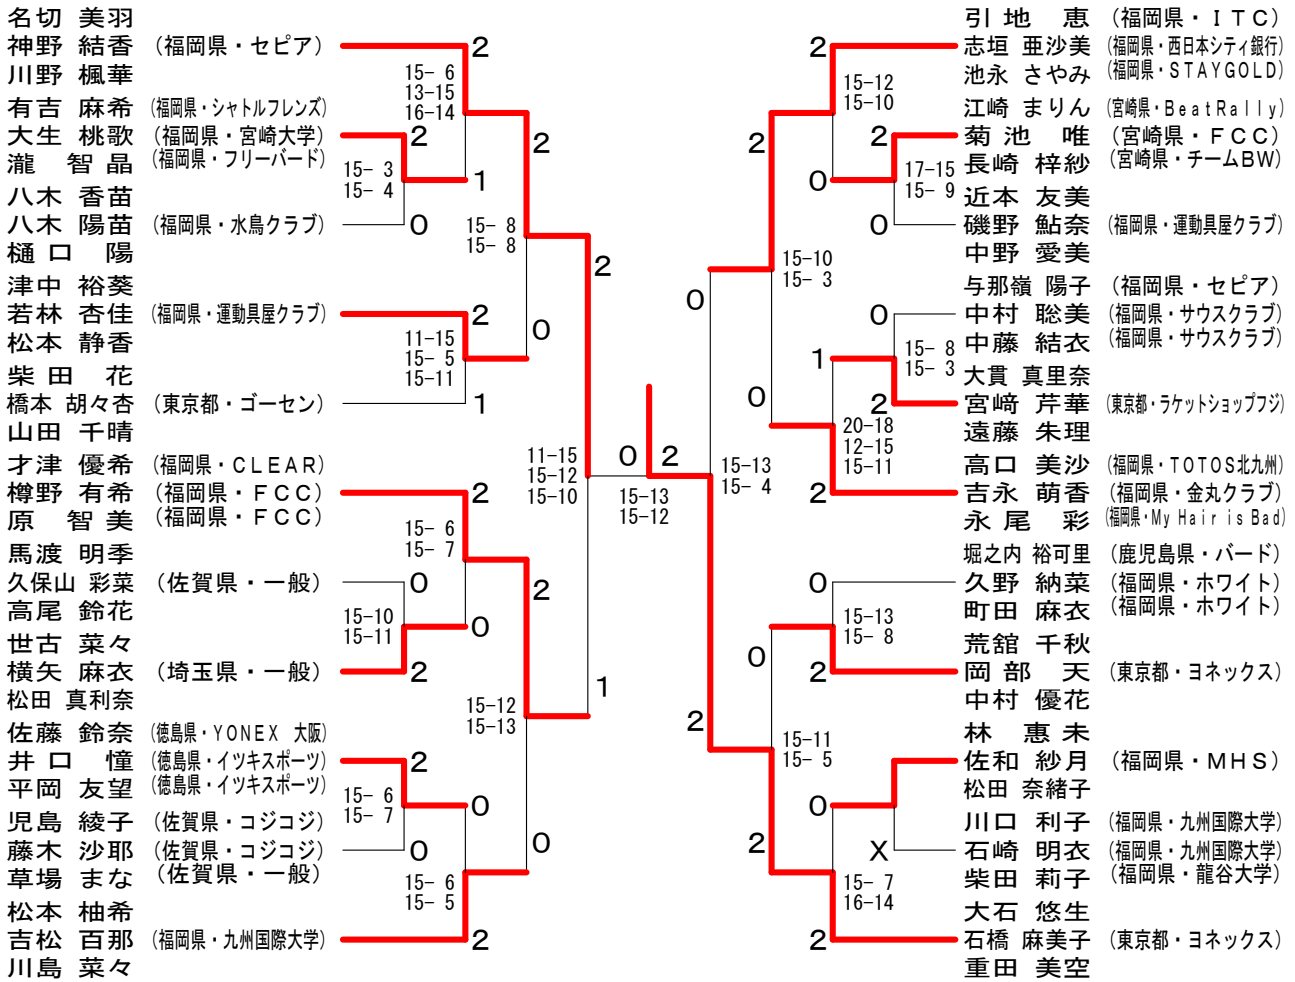 名切 美羽
神野 結香 (福岡県・セピア)
川野 楓華
有吉 麻希 (福岡県・シャトルフレンズ)
大生 桃歌 (福岡県・宮崎大学)
瀧 智晶 (福岡県・フリーバード)
八木 香苗
八木 陽苗 (福岡県・水鳥クラブ)
樋口 陽
津中 裕葵
若林 杏佳 (福岡県・運動具屋クラブ)
松本 静香
柴田 花
橋本 胡々杏 (東京都・ゴーセン)
山田 千晴
才津 優希 (福岡県・CLEAR)
樽野 有希 (福岡県・FCC)
原 智美 (福岡県・FCC)
馬渡 明季
久保山 彩菜 (佐賀県・一般)
高尾 鈴花
世古 菜々
横矢 麻衣 (埼玉県・一般)
松田 真利奈
佐藤 鈴奈 (徳島県・YONEX 大阪)
井口 憧 (徳島県・イツキスポーツ)
平岡 友望 (徳島県・イツキスポーツ)
児島 綾子 (佐賀県・コジコジ)
藤木 沙耶 (佐賀県・コジコジ)
草場 まな (佐賀県・一般)
松本 柚希
吉松 百那 (福岡県・九州国際大学)
川島 菜々
2
15- 6
13-15
16-14
2
15- 3
15- 4
1
0
2
15- 8
15- 8
2
11-15
15- 5
15-11
1
0
2
11-15
15-12
15-10
2
15- 6
15- 7
0
15-10
15-11
0
2
2
15-12
15-13
1
2
15- 6
15- 7
0
0
15- 6
15- 5
2
0
0
2
15-13
15-12
0
15-13
15- 4
2
2
15-10
15- 3
0
2
15-12
15-10
0
2
17-15
15- 9
0
0
15- 8
15- 3
1
2
20-18
12-15
15-11
2
0
15-13
15- 8
2
0
15-11
15- 5
2
0
X
15- 7
16-14
2
引地 恵 (福岡県・ITC)
志垣 亜沙美 (福岡県・西日本シティ銀行)
池永 さやみ (福岡県・STAYGOLD)
江崎 まりん (宮崎県・BeatRally)
菊池 唯 (宮崎県・FCC)
長崎 梓紗 (宮崎県・チームBW)
近本 友美
磯野 鮎奈 (福岡県・運動具屋クラブ)
中野 愛美
与那嶺 陽子 (福岡県・セピア)
中村 聡美 (福岡県・サウスクラブ)
中藤 結衣 (福岡県・サウスクラブ)
大貫 真里奈
宮﨑 芹華 (東京都・ラケットショップフジ)
遠藤 朱理
高口 美沙 (福岡県・TOTOS北九州)
吉永 萌香 (福岡県・金丸クラブ)
永尾 彩 (福岡県・My Hair is Bad)
堀之内 裕可里 (鹿児島県・バード)
久野 納菜 (福岡県・ホワイト)
町田 麻衣 (福岡県・ホワイト)
荒舘 千秋
岡部 天 (東京都・ヨネックス)
中村 優花
林 惠未
佐和 紗月 (福岡県・MHS)
松田 奈緒子
川口 利子 (福岡県・九州国際大学)
石崎 明衣 (福岡県・九州国際大学)
柴田 莉子 (福岡県・龍谷大学)
大石 悠生
石橋 麻美子 (東京都・ヨネックス)
重田 美空